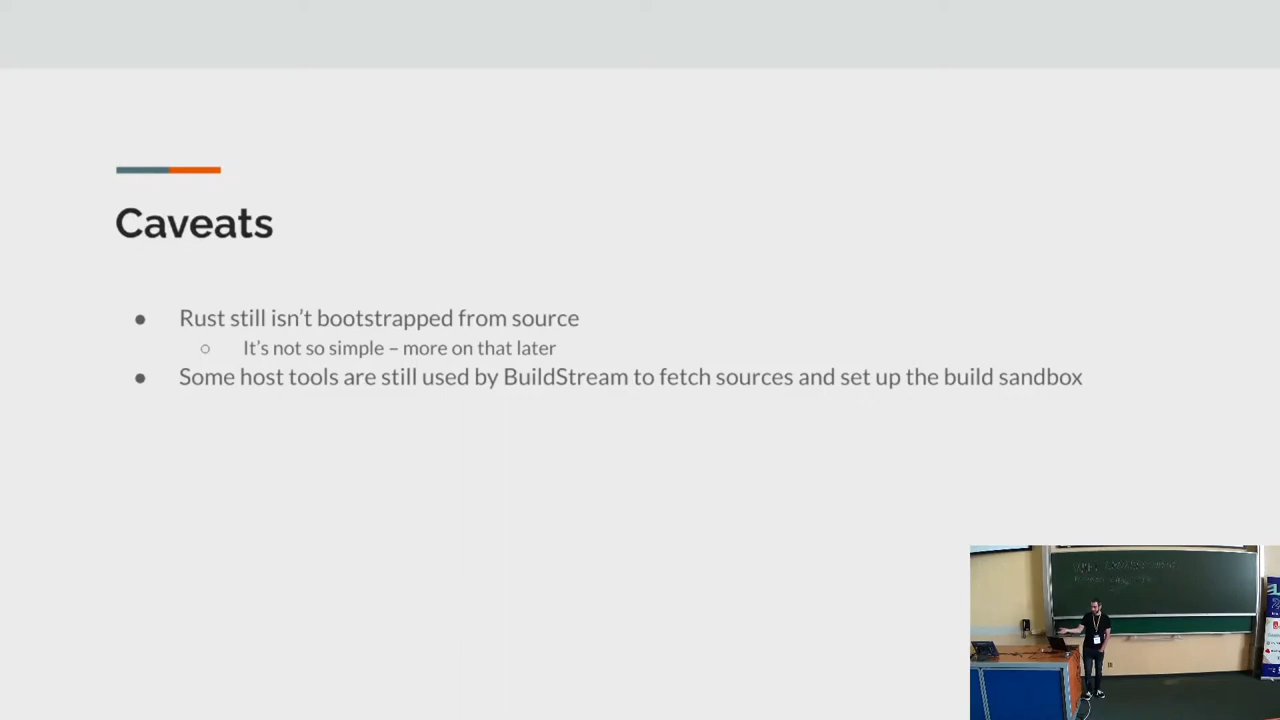 Caveats
● Rust still isn't bootstrapped from source
○ It's not so simple – more on that later
● Some host tools are still used by BuildStream to fetch sources and set up the build sandbox